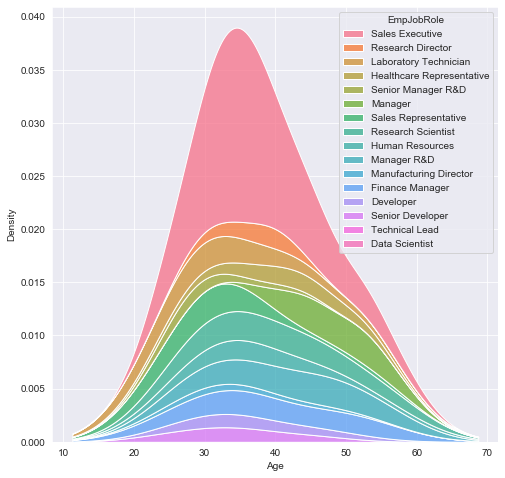 EmpJobRole
Sales Executive
Research Director
Laboratory Technician
Healthcare Representative
Senior Manager R&D
Manager
Sales Representative
Research Scientist
Human Resources
Manager R&D
Manufacturing Director
Finance Manager
Developer
Senior Developer
Technical Lead
Data Scientist
0.040
0.035
0.030
0.025
0.020
0.015
0.010
0.005
0.000
Density
10 20 30 40 50 60 70
Age